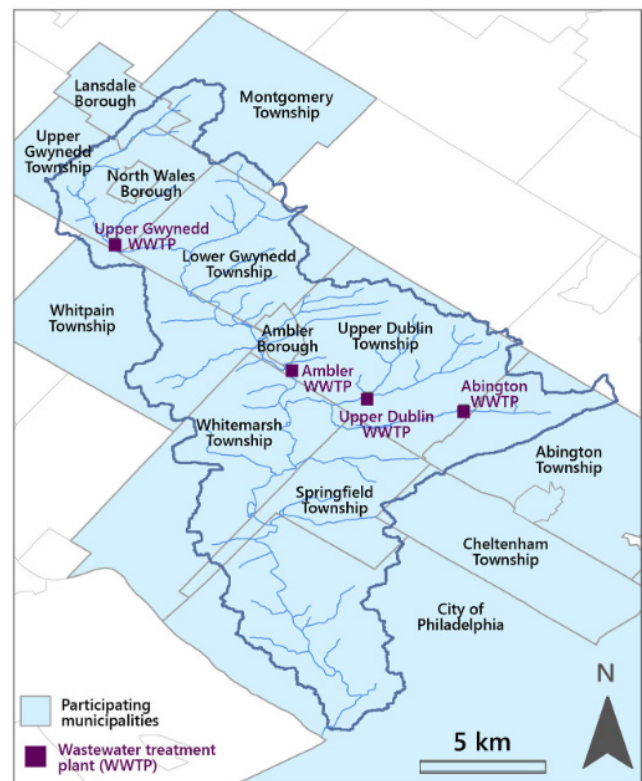 Lansdale
Borough
Montgomery
Township
Upper
Gwynedd
Township
North Wales
Borough
Upper Gwynedd
WWTP
Lower Gwynedd
Township
Whitpain
Township
Ambler
Borough
Upper Dublin
Township
Ambler
WWTP
Abington
WWTP
Upper Dublin
WWTP
Whitemarsh
Township
Abington
Township
Springfield
Township
Cheltenham
Township
City of
Philadelphia
N
Participating
municipalities
Wastewater treatment
plant (WWTP)
5 km